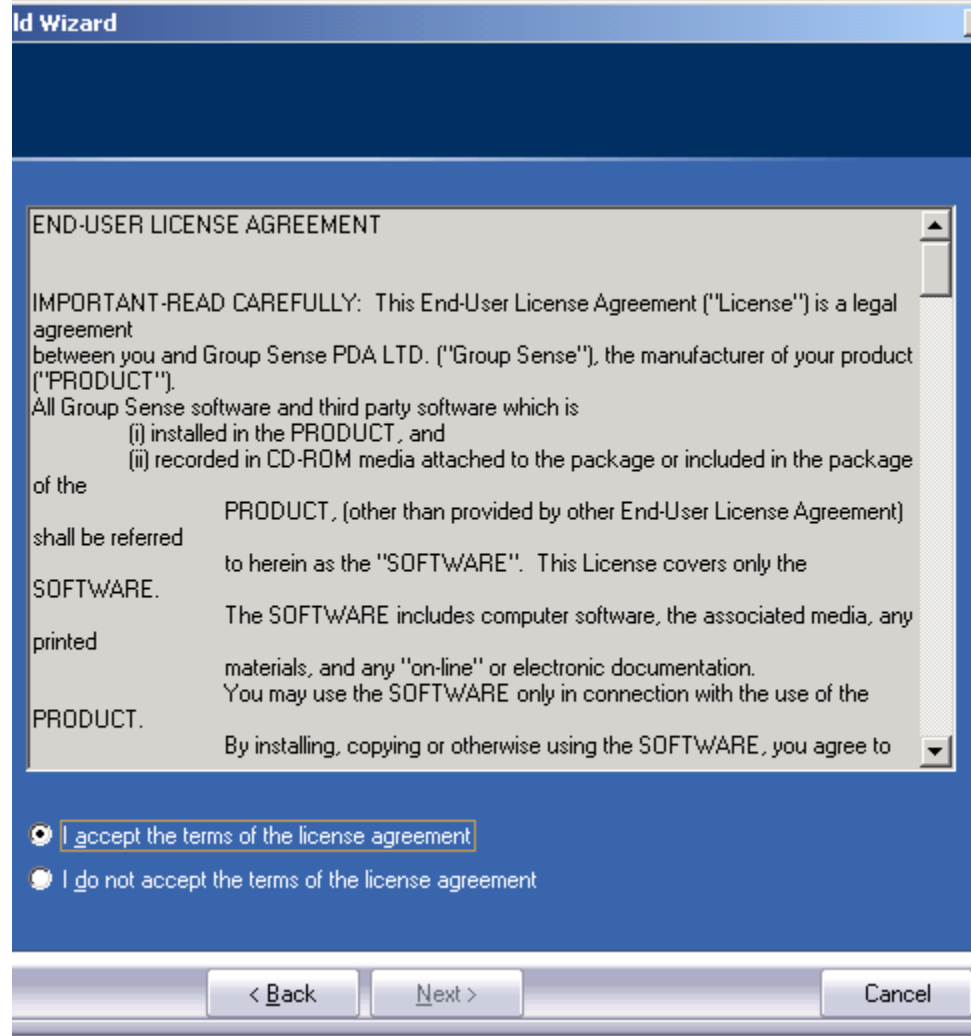 ld Wizard
END-USER LICENSE AGREEMENT
IMPORTANT-READ CAREFULLY:  This End-User License Agreement ("License") is a legal
agreement
between you and Group Sense PDA LTD. ("Group Sense"), the manufacturer of your product
("PRODUCT").
All Group Sense software and third party software which is
(i) installed in the PRODUCT, and
(ii) recorded in CD-ROM media attached to the package or included in the package
of the
PRODUCT, (other than provided by other End-User License Agreement)
shall be referred
to herein as the "SOFTWARE".  This License covers only the
SOFTWARE.
The SOFTWARE includes computer software, the associated media, any
printed
materials, and any "on-line" or electronic documentation.
You may use the SOFTWARE only in connection with the use of the
PRODUCT.
By installing, copying or otherwise using the SOFTWARE, you agree to
I accept the terms of the license agreement
I do not accept the terms of the license agreement
< Back Next > Cancel